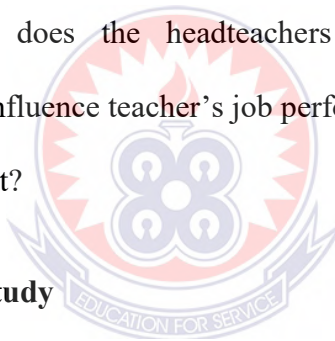 does the headteachers
nfluence teacher's job perfo
t?
tudy
EDUCATION FOR SERVICE